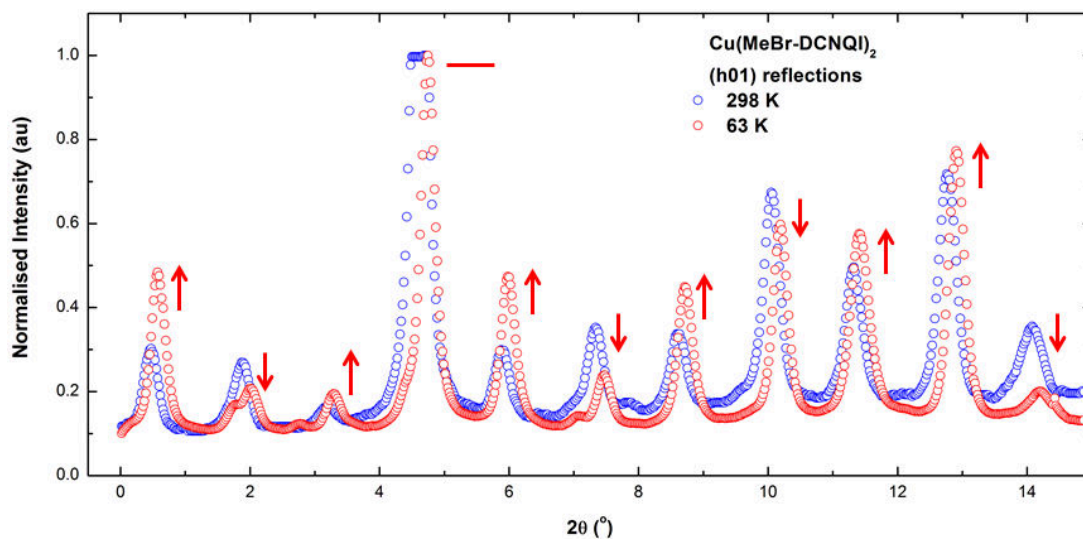 Cu(MeBr-DCNQI)₂
(h01) reflections
298 K
63 K
Normalised Intensity (au)
1.0
0.8
0.6
0.4
0.2
0.0
0 2 4 6 8 10 12 14
2θ (°)